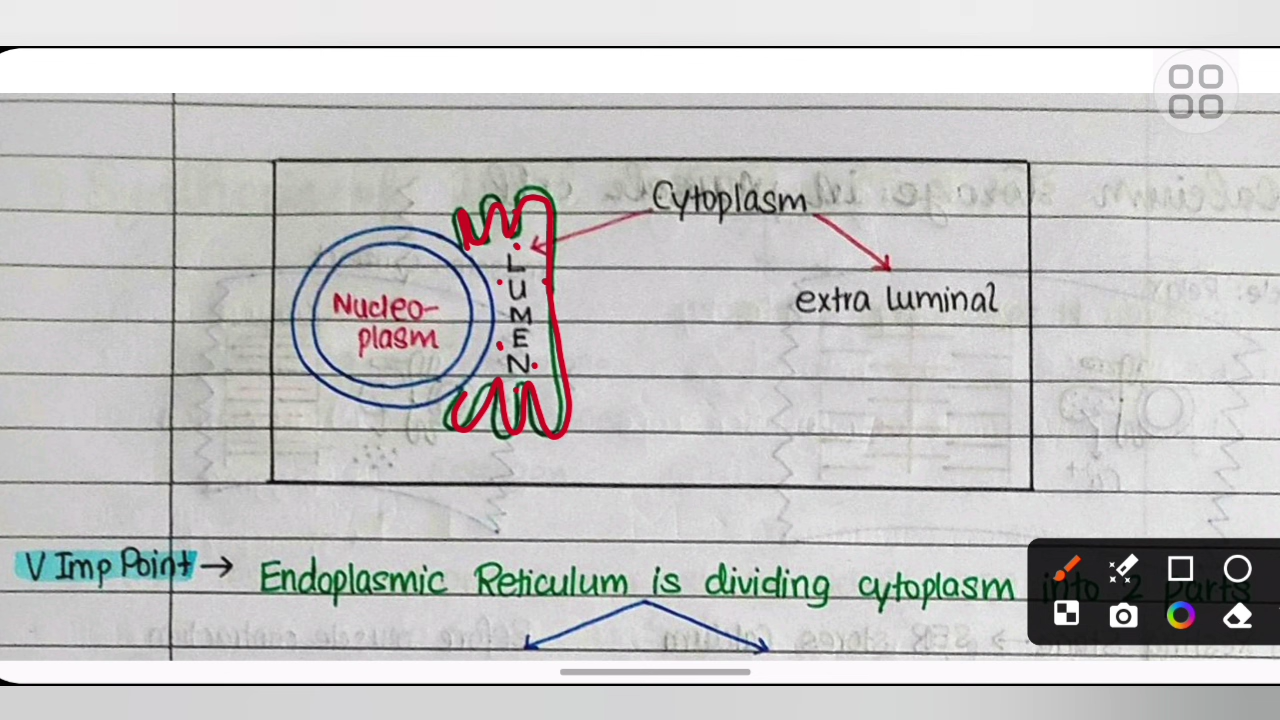 Cytoplasm
extra luminal
LUMEN
Nucleo-
plasm
V Imp Point → Endoplasmic Reticulum is dividing cytoplasm into 2 parts